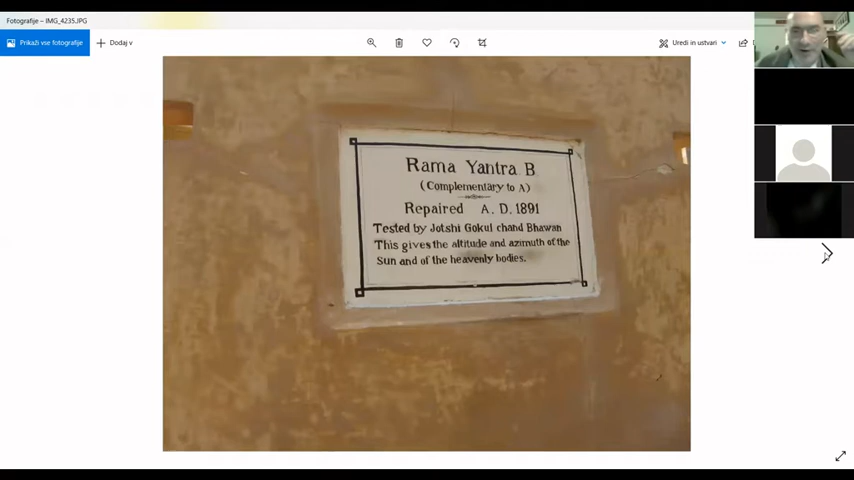 Fotografije – IMG_4235.JPG
Prikaži vse fotografije
Dodaj v
Uredi in ustvari
Rama Yantra B
(Complementary to A)
Repaired A. D. 1891
Tested by Jotshi Gokul chand Bhawan
This gives the altitude and azimuth of the
Sun and of the heavenly bodies.